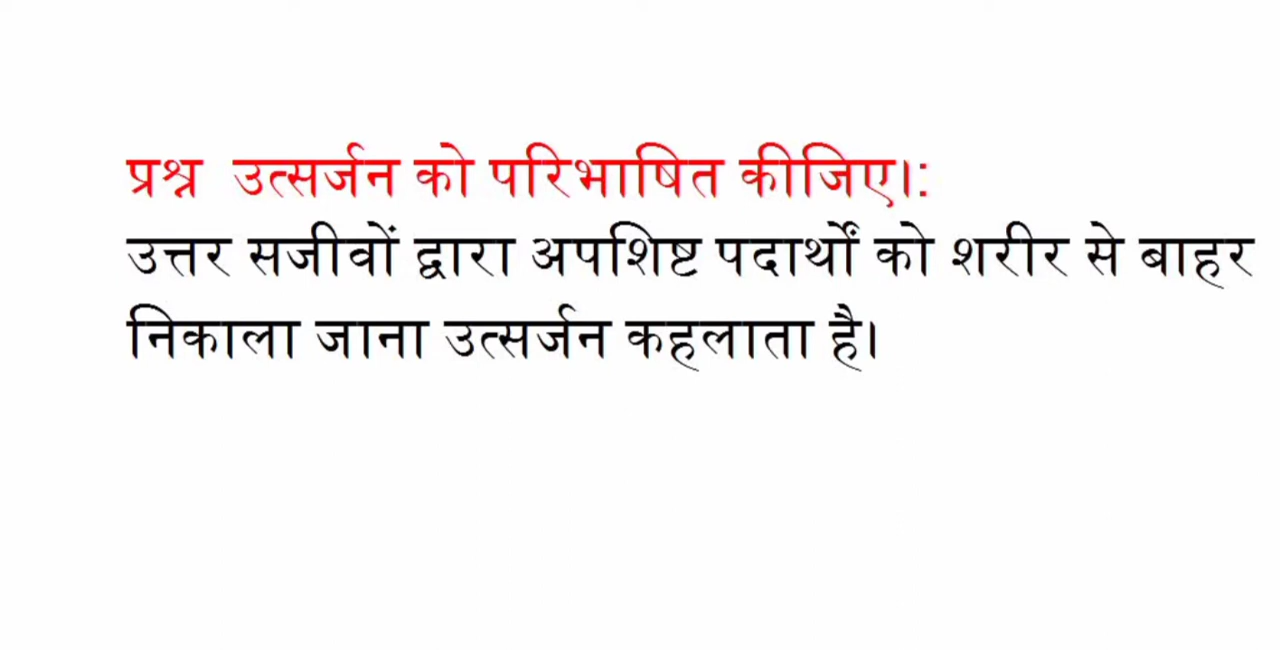 प्रश्न उत्सर्जन को परिभाषित कीजिए।:
उत्तर सजीवों द्वारा अपशिष्ट पदार्थों को शरीर से बाहर
निकाला जाना उत्सर्जन कहलाता है।